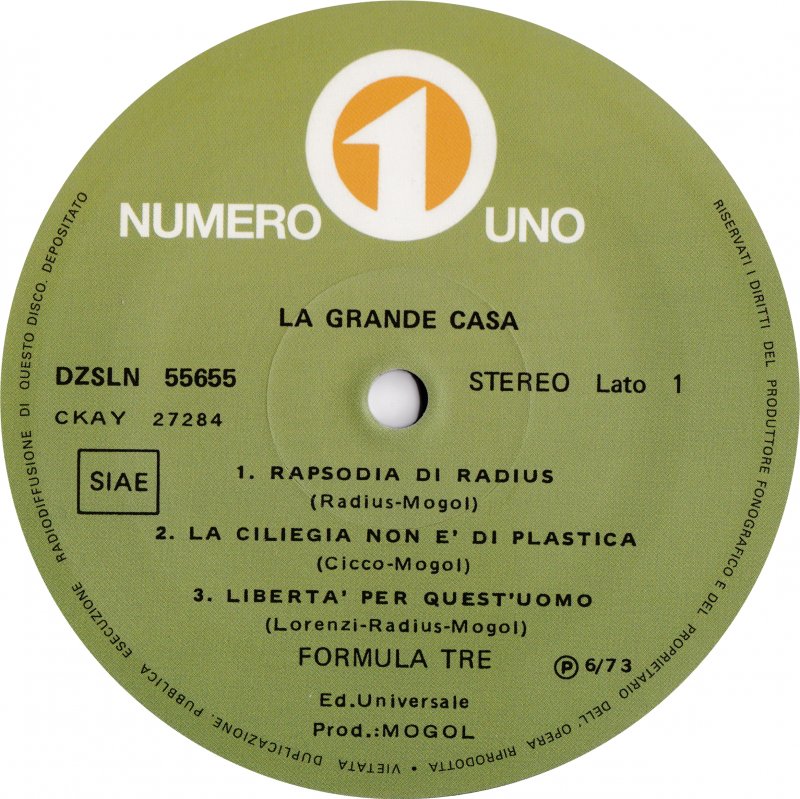 NUMERO 1 UNO
LA GRANDE CASA
DZSLN 55655
STEREO Lato 1
CKAY 27284
SIAE
1. RAPSODIA DI RADIUS
(Radius-Mogol)
2. LA CILIEGIA NON E' DI PLASTICA
(Cicco-Mogol)
3. LIBERTA' PER QUEST'UOMO
(Lorenzi-Radius-Mogol)
FORMULA TRE
Ⓟ 6/73
Ed.Universale
Prod.:MOGOL
RISERVATI I DIRITTI DEL PRODUTTORE FONOGRAFICO E DEL PROPRIETARIO DELL'OPERA RIPRODOTTA • VIETATA DUPLICAZIONE. PUBBLICA ESECUZIONE RADIODIFFUSIONE DI QUESTO DISCO. DEPOSITATO